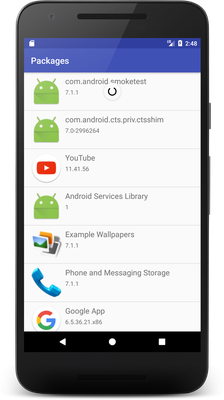 2:48
Packages
com.android.smoketest
7.1.1
com.android.cts.priv.ctsshim
7.0-2996264
YouTube
11.41.56
Android Services Library
1
Example Wallpapers
7.1.1
Phone and Messaging Storage
7.1.1
Google App
6.5.36.21.x86